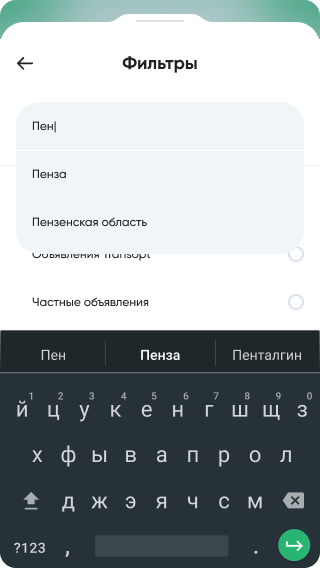 Фильтры
Пен
Пенза
Пензенская область
Объявления Transopt
Частные объявления
Пен Пенза Пенталгин
1 2 3 4 5 6 7 8 9 0
й ц у к е н г ш щ з
х ф ы в а п р о л
д ж э я ч с м
?123 , .